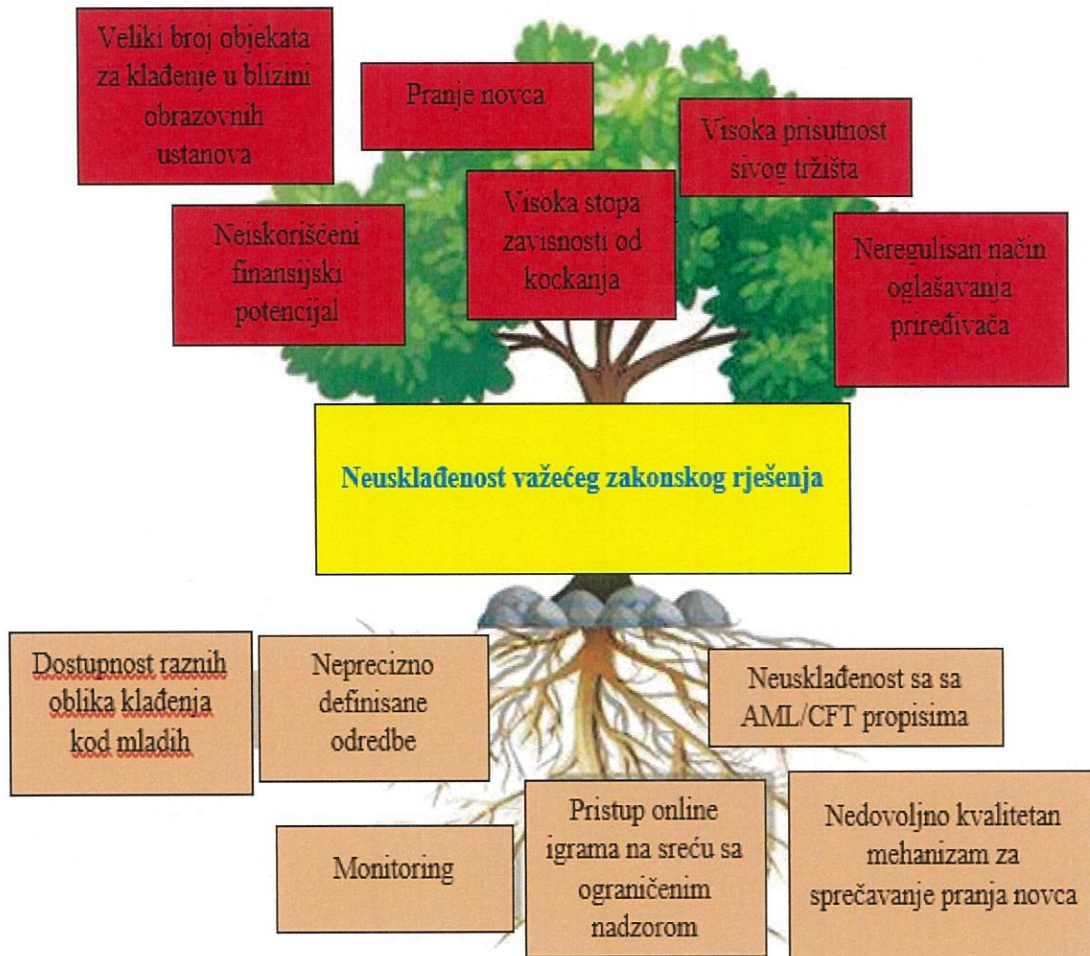 Veliki broj objekata
za klađenje u blizini
obrazovnih
ustanova
Pranje novca
Visoka prisutnost
sivog tržišta
Neiskorišćeni
finansijski
potencijal
Visoka stopa
zavisnosti od
kockanja
Neregulisan način
oglašavanja
priređivača
Neusklađenost važećeg zakonskog rješenja
Dostupnost raznih
oblika klađenja
kod mladih
Neprecizno
definisane
odredbe
Neusklađenost sa sa
AML/CFT propisima
Monitoring
Pristup online
igrama na sreću sa
ograničenim
nadzorom
Nedovoljno kvalitetan
mehanizam za
sprečavanje pranja novca